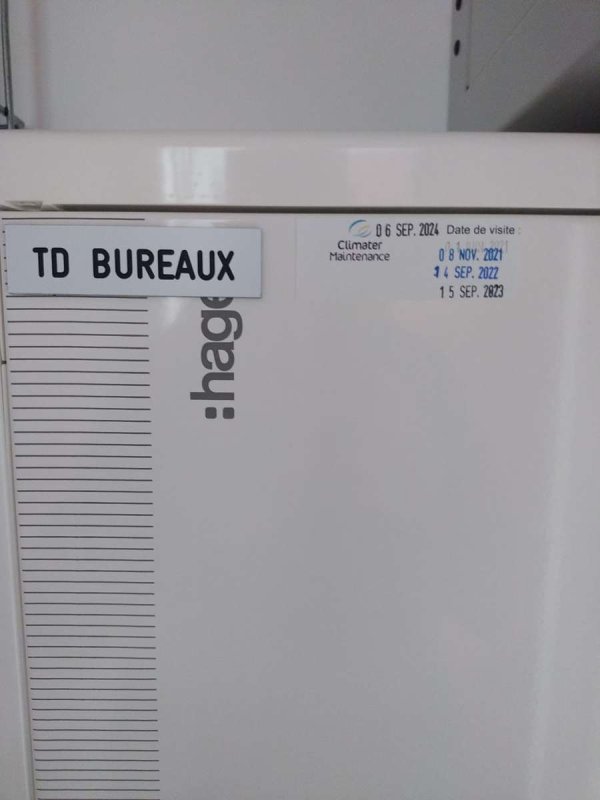 TD BUREAUX
:hage
Climater
Maintenance
06 SEP. 2024
Date de visite :
08 NOV. 2021
14 SEP. 2022
15 SEP. 2023